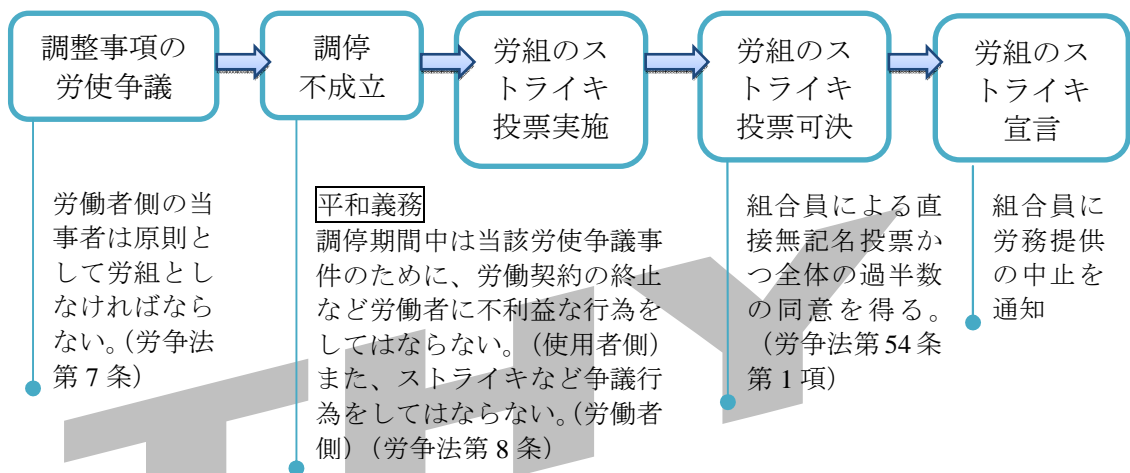 調整事項の
労使争議
調停
不成立
労組のス
トライキ
投票実施
労組のス
トライキ
投票可決
労組のス
トライキ
宣言
労働者側の当
事者は原則と
して労組とし
なければなら
ない。(労争法
第 7 条)
平和義務
調停期間中は当該労使争議事
件のために、労働契約の終止
など労働者に不利益な行為を
してはならない。(使用者側)
また、ストライキなど争議行
為をしてはならない。(労働者
側)(労争法第 8 条)
組合員による直
接無記名投票か
つ全体の過半数
の同意を得る。
(労争法第 54 条
第 1 項)
組合員に
労務提供
の中止を
通知
THY